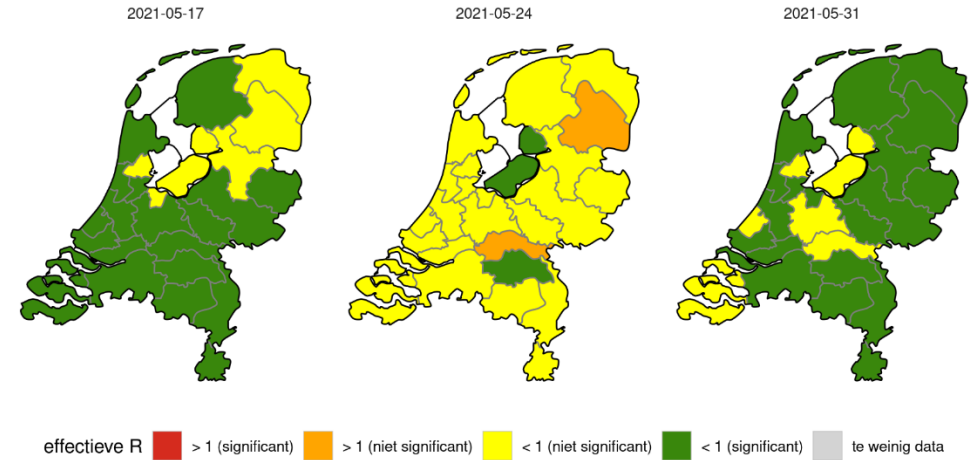 2021-05-17 2021-05-24 2021-05-31
effectieve R > 1 (significant) > 1 (niet significant) < 1 (niet significant) < 1 (significant) te weinig data